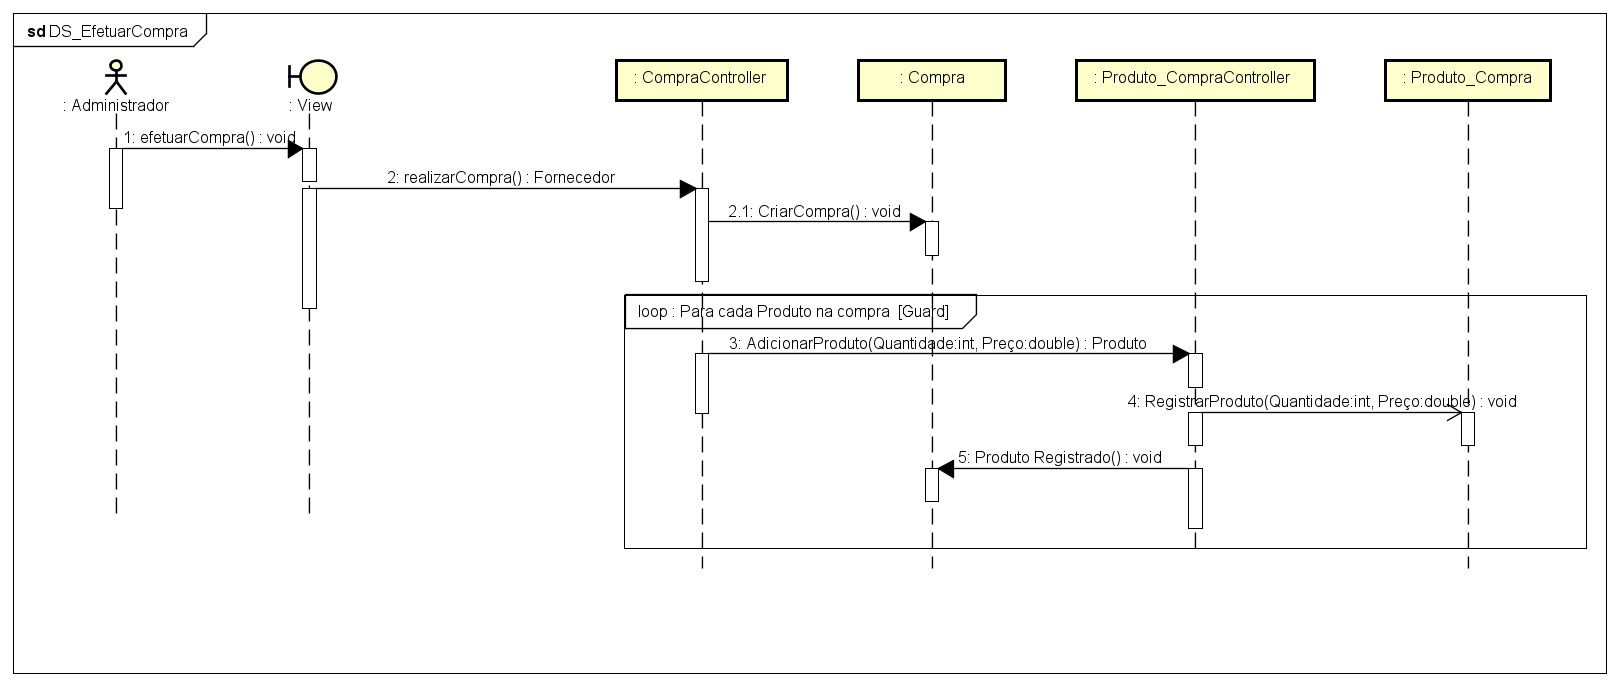 sd DS_EfetuarCompra
: Administrador
: View
: CompraController
: Compra
: Produto_CompraController
: Produto_Compra
1: efetuarCompra() : void
2: realizarCompra() : Fornecedor
2.1: CriarCompra() : void
loop : Para cada Produto na compra [Guard]
3: AdicionarProduto(Quantidade:int, Preço:double) : Produto
4: RegistrarProduto(Quantidade:int, Preço:double) : void
5: Produto Registrado() : void